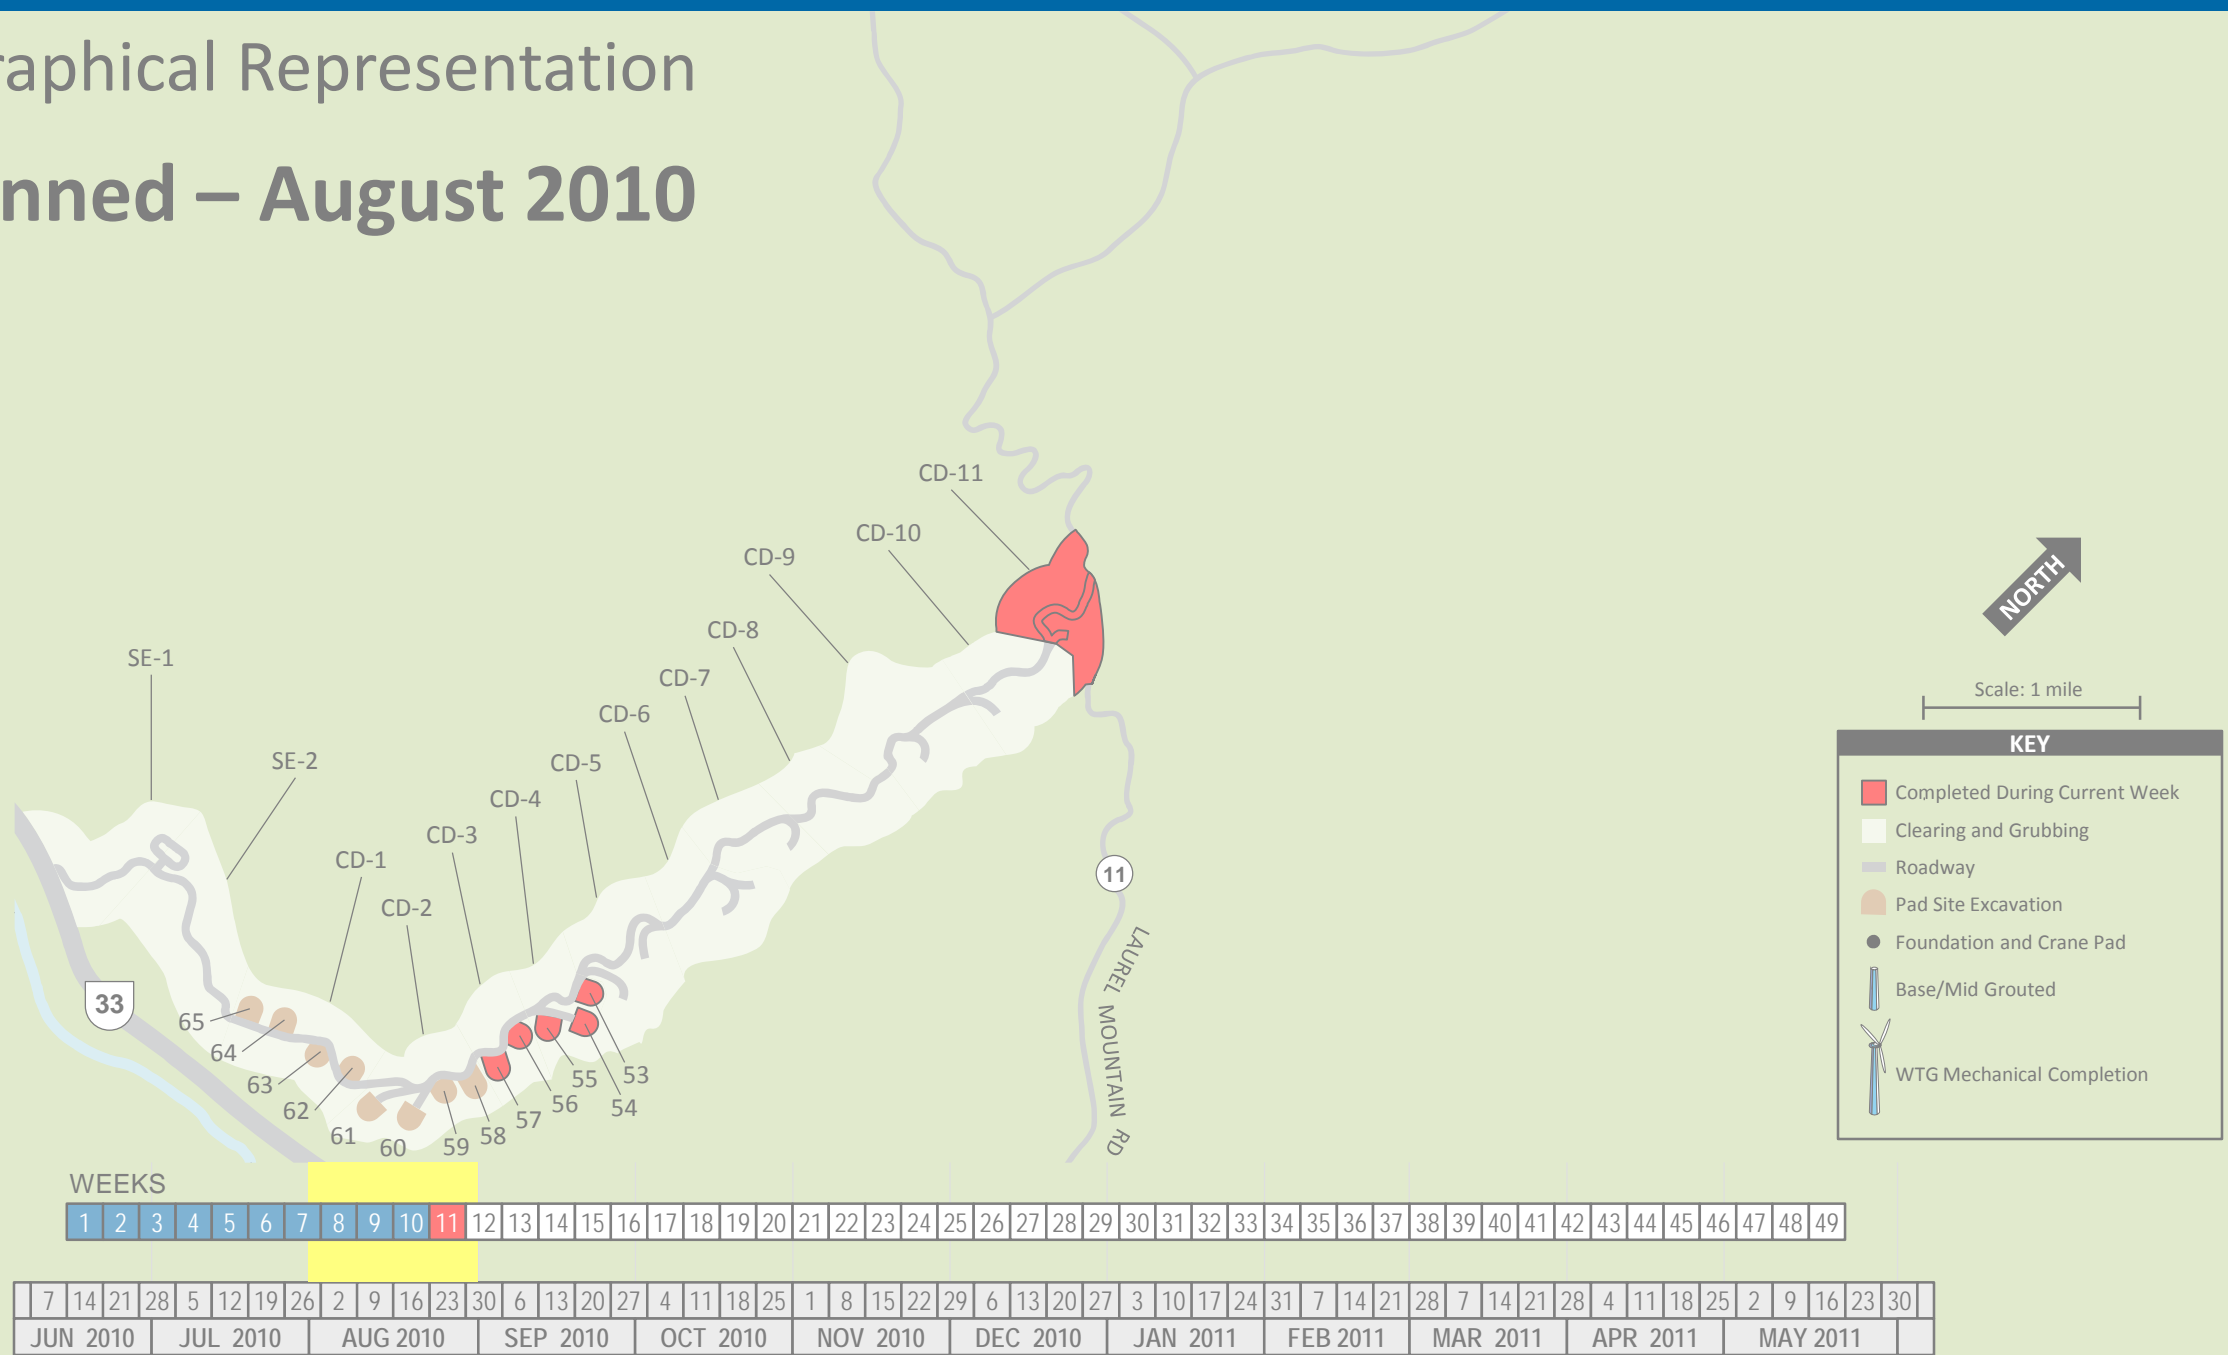 raphical Representation
nned – August 2010
CD-11
CD-10
CD-9
CD-8
SE-1
CD-7
CD-6
SE-2
CD-5
CD-4
CD-3
CD-1
CD-2
NORTH
Scale: 1 mile
KEY
Completed During Current Week
Clearing and Grubbing
Roadway
Pad Site Excavation
Foundation and Crane Pad
Base/Mid Grouted
WTG Mechanical Completion
11
LAUREL MOUNTAIN RD
33
65
64
63
62
61
60
59
58
57
56
55
54
53
WEEKS
1 2 3 4 5 6 7 8 9 10 11 12 13 14 15 16 17 18 19 20 21 22 23 24 25 26 27 28 29 30 31 32 33 34 35 36 37 38 39 40 41 42 43 44 45 46 47 48 49
7 14 21 28 5 12 19 26 2 9 16 23 30 6 13 20 27 4 11 18 25 1 8 15 22 29 6 13 20 27 3 10 17 24 31 7 14 21 28 7 14 21 28 4 11 18 25 2 9 16 23 30
JUN 2010 JUL 2010 AUG 2010 SEP 2010 OCT 2010 NOV 2010 DEC 2010 JAN 2011 FEB 2011 MAR 2011 APR 2011 MAY 2011